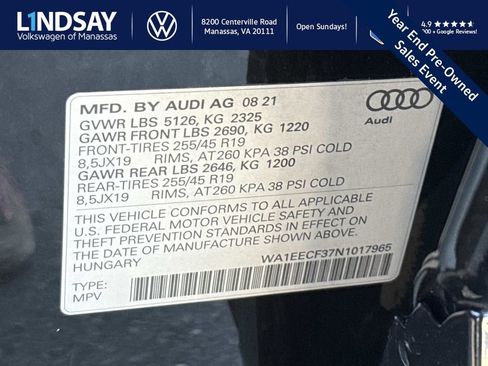 LINDSAY
Volkswagen of Manassas
8200 Centerville Road
Manassas, VA 20111
Open Sundays!
4.9 ★★★★★
Google Reviews!
Year End Pre-Owned
Sales Event
MFD. BY AUDI AG 08 21
GVWR LBS 5126, KG 2325
GAWR FRONT LBS 2690, KG 1220
FRONT-TIRES 255/45 R19
8,5JX19 RIMS, AT260 KPA 38 PSI COLD
GAWR REAR LBS 2646, KG 1200
REAR-TIRES 255/45 R19
8,5JX19 RIMS, AT260 KPA 38 PSI COLD
THIS VEHICLE CONFORMS TO ALL APPLICABLE
U.S. FEDERAL MOTOR VEHICLE SAFETY AND
THEFT PREVENTION STANDARDS IN EFFECT ON
THE DATE OF MANUFACTURE SHOWN ABOVE.
HUNGARY
WA1EECF37N1017965
TYPE:
MPV
Audi